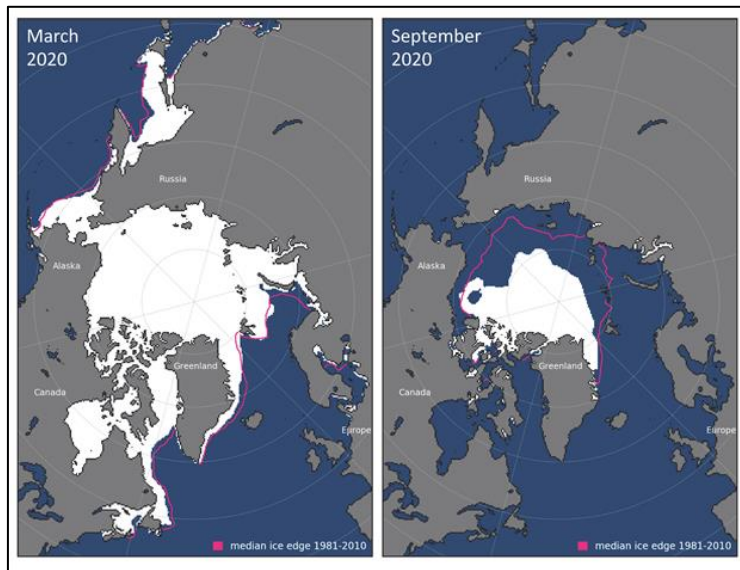 March
2020
Russia
Alaska
Greenland
Canada
Europe
median ice edge 1981-2010
September
2020
Russia
Alaska
Greenland
Canada
Europe
median ice edge 1981-2010